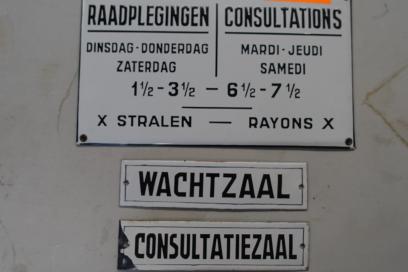 RAADPLEGINGEN CONSULTATIONS
DINSDAG-DONDERDAG MARDI-JEUDI
ZATERDAG SAMEDI
1½-3½ — 6½-7½
X STRALEN — RAYONS X
WACHTZAAL
CONSULTATIEZAAL